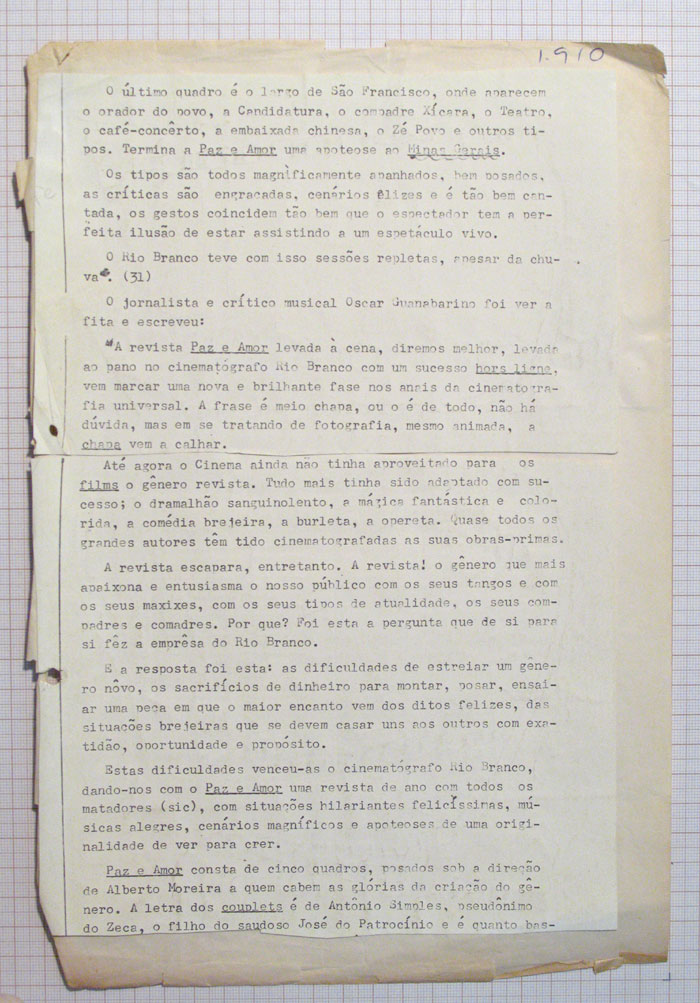 1.910
O último quadro é o largo de São Francisco, onde aparecem
o orador do povo, a Candidatura, o compadre Xícara, o Teatro,
o café-concêrto, a embaixada chinesa, o Zé Povo e outros ti-
pos. Termina a Paz e Amor uma apoteose ao Minas Gerais.
Os tipos são todos magnìficamente apanhados, bem posados,
as críticas são engraçadas, cenários felizes e é tão bem can-
tada, os gestos coincidem tão bem que o espectador tem a per-
feita ilusão de estar assistindo a um espetáculo vivo.
O Rio Branco teve com isso sessões repletas, apesar da chu-
va". (31)
O jornalista e crítico musical Oscar Guanabarino foi ver a
fita e escreveu:
"A revista Paz e Amor levada à cena, diremos melhor, levada
ao pano no cinematógrafo Rio Branco com um sucesso hors ligne,
vem marcar uma nova e brilhante fase nos anais da cinematogra-
fia universal. A frase é meio chapa, ou o é de todo, não há
dúvida, mas em se tratando de fotografia, mesmo animada, a
chapa vem a calhar.
Até agora o Cinema ainda não tinha aproveitado para os
films o gênero revista. Tudo mais tinha sido adaptado com su-
cesso; o dramalhão sanguinolento, a mágica fantástica e colo-
rida, a comédia brejeira, a burleta, a opereta. Quase todos os
grandes autores têm tido cinematografadas as suas obras-primas.
A revista escapara, entretanto. A revista! o gênero que mais
apaixona e entusiasma o nosso público com os seus tangos e com
os seus maxixes, com os seus tipos de atualidade, os seus com-
padres e comadres. Por que? Foi esta a pergunta que de si para
si fêz a emprêsa do Rio Branco.
E a resposta foi esta: as dificuldades de estreiar um gêne-
ro nôvo, os sacrifícios de dinheiro para montar, posar, ensai-
ar uma peça em que o maior encanto vem dos ditos felizes, das
situações brejeiras que se devem casar uns aos outros com exa-
tidão, oportunidade e propósito.
Estas dificuldades venceu-as o cinematógrafo Rio Branco,
dando-nos com o Paz e Amor uma revista de ano com todos os
matadores (sic), com situações hilariantes felicíssimas, mú-
sicas alegres, cenários magníficos e apoteoses de uma origi-
nalidade de ver para crer.
Paz e Amor consta de cinco quadros, posados sob a direção
de Alberto Moreira a quem cabem as glórias da criação do gê-
nero. A letra dos couplets é de Antônio Simples, pseudônimo
do Zeca, o filho do saudoso José do Patrocínio e é quanto bas-